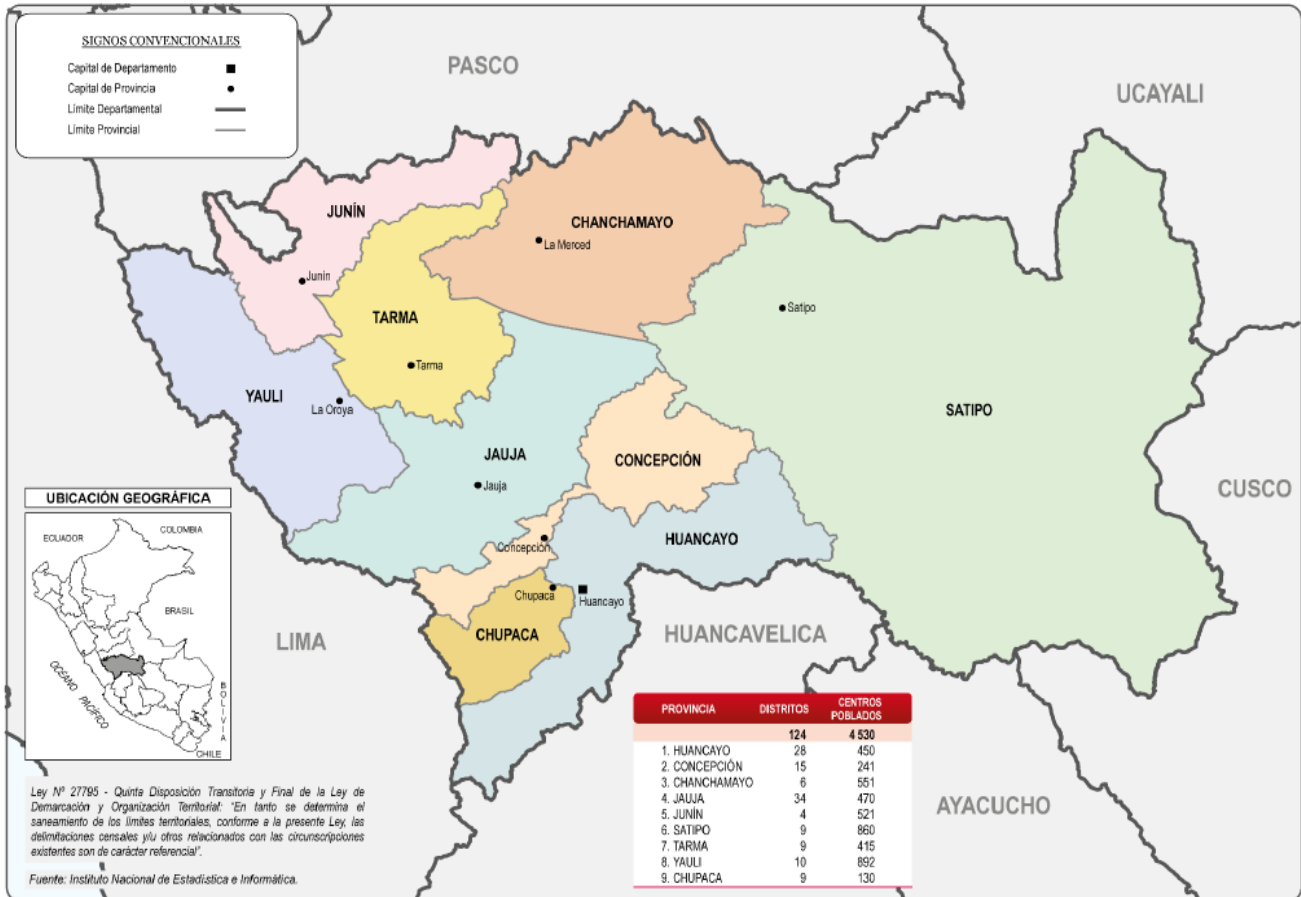 SIGNOS CONVENCIONALES
Capital de Departamento
Capital de Provincia
Límite Departamental
Límite Provincial
PASCO
UCAYALI
JUNÍN
CHANCHAMAYO
La Merced
Junín
Satipo
TARMA
Tarma
YAULI
La Oroya
SATIPO
JAUJA
CONCEPCIÓN
Jauja
CUSCO
HUANCAYO
Concepción
Chupaca
Huancayo
CHUPACA
LIMA
HUANCAVELICA
AYACUCHO
UBICACIÓN GEOGRÁFICA
ECUADOR
COLOMBIA
BRASIL
OCÉANO PACÍFICO
BOLIVIA
CHILE
Ley Nº 27795 - Quinta Disposición Transitoria y Final de la Ley de
Demarcación y Organización Territorial: "En tanto se determina el
saneamiento de los límites territoriales, conforme a la presente Ley, las
delimitaciones censales y/u otros relacionados con las circunscripciones
existentes son de carácter referencial".
Fuente: Instituto Nacional de Estadística e Informática.
PROVINCIA DISTRITOS CENTROS POBLADOS
124 4 530
1. HUANCAYO 28 450
2. CONCEPCIÓN 15 241
3. CHANCHAMAYO 6 551
4. JAUJA 34 470
5. JUNÍN 4 521
6. SATIPO 9 860
7. TARMA 9 415
8. YAULI 10 892
9. CHUPACA 9 130